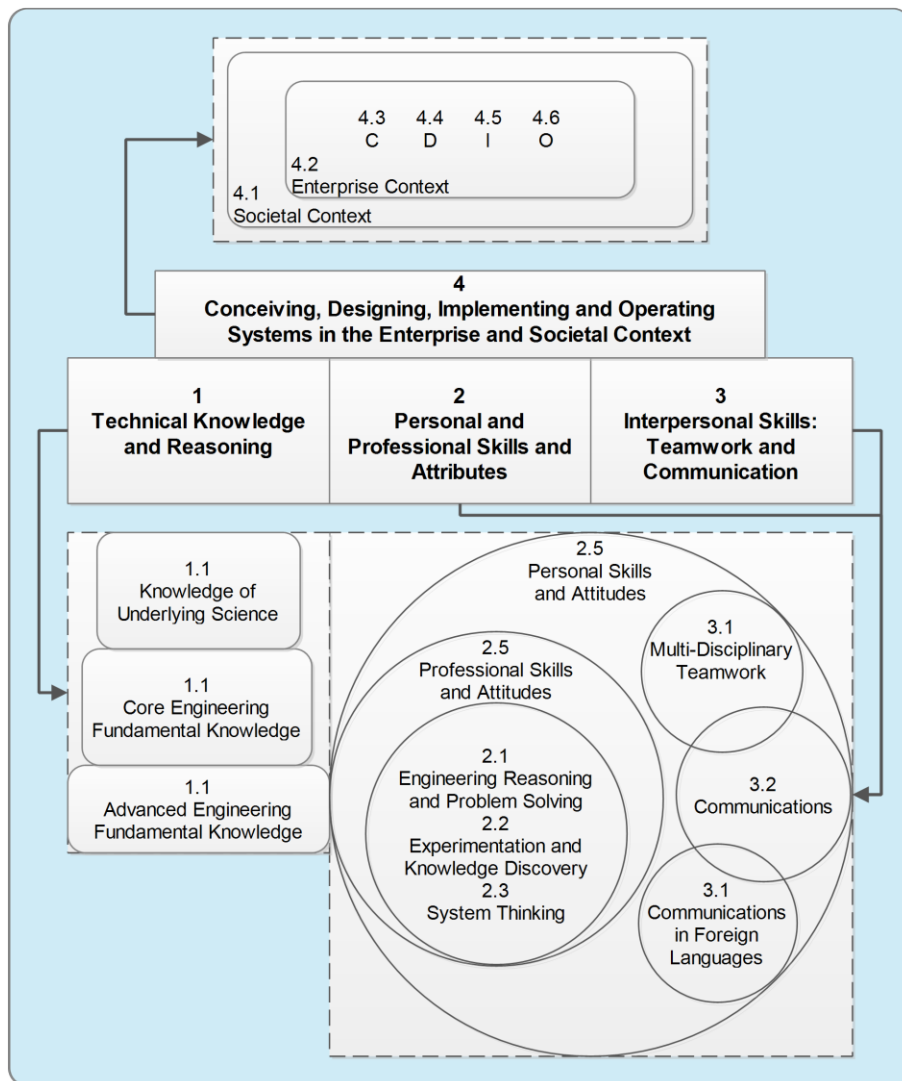 4.3 4.4 4.5 4.6
C D I O
4.2
Enterprise Context
4.1
Societal Context
4
Conceiving, Designing, Implementing and Operating
Systems in the Enterprise and Societal Context
1
Technical Knowledge
and Reasoning
2
Personal and
Professional Skills and
Attributes
3
Interpersonal Skills:
Teamwork and
Communication
1.1
Knowledge of
Underlying Science
1.1
Core Engineering
Fundamental Knowledge
1.1
Advanced Engineering
Fundamental Knowledge
2.5
Personal Skills
and Attitudes
2.5
Professional Skills
and Attitudes
2.1
Engineering Reasoning
and Problem Solving
2.2
Experimentation and
Knowledge Discovery
2.3
System Thinking
3.1
Multi-Disciplinary
Teamwork
3.2
Communications
3.1
Communications
in Foreign
Languages